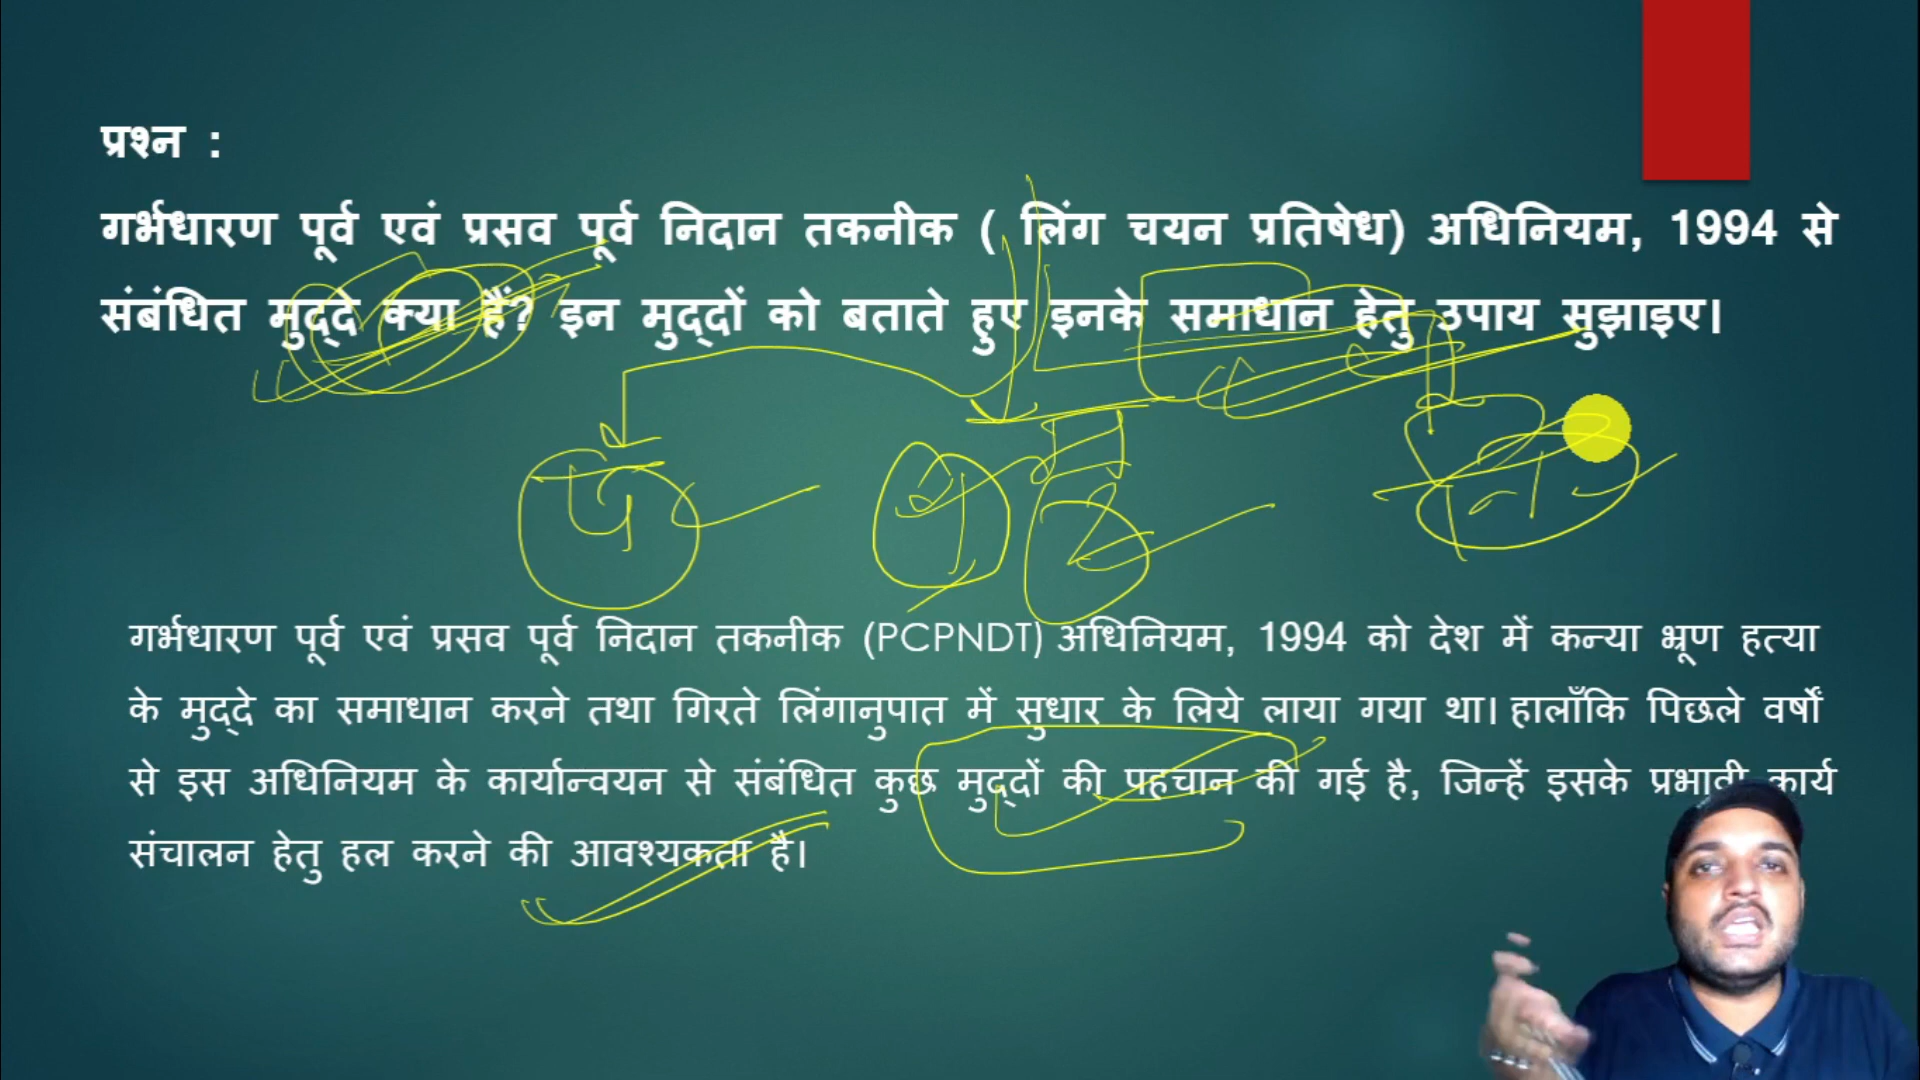 प्रश्न :
गर्भधारण पूर्व एवं प्रसव पूर्व निदान तकनीक ( लिंग चयन प्रतिषेध) अधिनियम, 1994 से
संबंधित मुद्दे क्या हैं? इन मुद्दों को बताते हुए इनके समाधान हेतु उपाय सुझाइए।
गर्भधारण पूर्व एवं प्रसव पूर्व निदान तकनीक (PCPNDT) अधिनियम, 1994 को देश में कन्या भ्रूण हत्या
के मुद्दे का समाधान करने तथा गिरते लिंगानुपात में सुधार के लिये लाया गया था। हालाँकि पिछले वर्षों
से इस अधिनियम के कार्यान्वयन से संबंधित कुछ मुद्दों की पहचान की गई है, जिन्हें इसके प्रभावी कार्य
संचालन हेतु हल करने की आवश्यकता है।